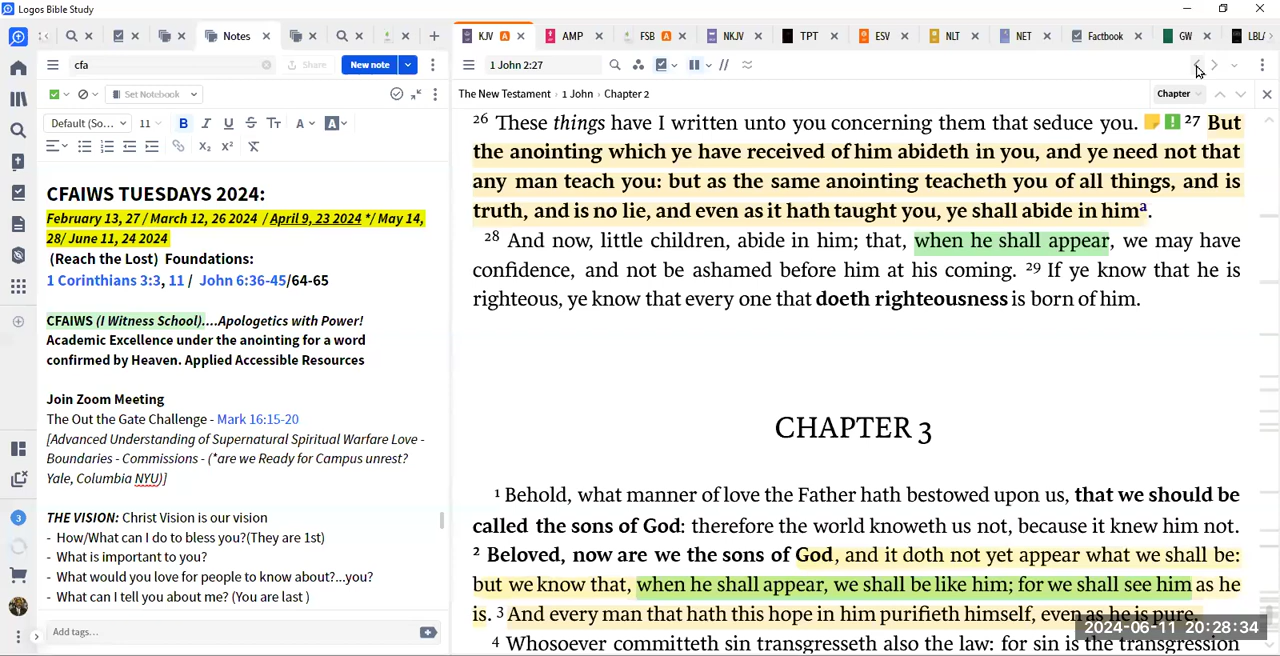 Logos Bible Study
Notes
KJV A AMP FSB A NKJV TPT ESV NLT NET Factbook GW LBL/
cfa
Share
New note
1 John 2:27
Set Notebook
The New Testament › 1 John › Chapter 2
Chapter
Default (So... 11 B I U S Tт A A
X₂ X²
CFAIWS TUESDAYS 2024:
February 13, 27 / March 12, 26 2024 / April 9, 23 2024 */ May 14,
28/ June 11, 24 2024
(Reach the Lost) Foundations:
1 Corinthians 3:3, 11 / John 6:36-45/64-65
CFAIWS (I Witness School)....Apologetics with Power!
Academic Excellence under the anointing for a word
confirmed by Heaven. Applied Accessible Resources
Join Zoom Meeting
The Out the Gate Challenge - Mark 16:15-20
[Advanced Understanding of Supernatural Spiritual Warfare Love -
Boundaries - Commissions - (*are we Ready for Campus unrest?
Yale, Columbia NYU)]
THE VISION: Christ Vision is our vision
- How/What can I do to bless you?(They are 1st)
- What is important to you?
- What would you love for people to know about?...you?
- What can I tell you about me? (You are last )
Add tags...
3
26 These things have I written unto you concerning them that seduce you. 27 But
the anointing which ye have received of him abideth in you, and ye need not that
any man teach you: but as the same anointing teacheth you of all things, and is
truth, and is no lie, and even as it hath taught you, ye shall abide in him a.
28 And now, little children, abide in him; that, when he shall appear, we may have
confidence, and not be ashamed before him at his coming. 29 If ye know that he is
righteous, ye know that every one that doeth righteousness is born of him.
CHAPTER 3
1 Behold, what manner of love the Father hath bestowed upon us, that we should be
called the sons of God: therefore the world knoweth us not, because it knew him not.
2 Beloved, now are we the sons of God, and it doth not yet appear what we shall be:
but we know that, when he shall appear, we shall be like him; for we shall see him as he
is. 3 And every man that hath this hope in him purifieth himself, even as he is pure.
4 Whosoever committeth sin transgresseth also the law: for sin is the transgression
2024-06-11 20:28:34